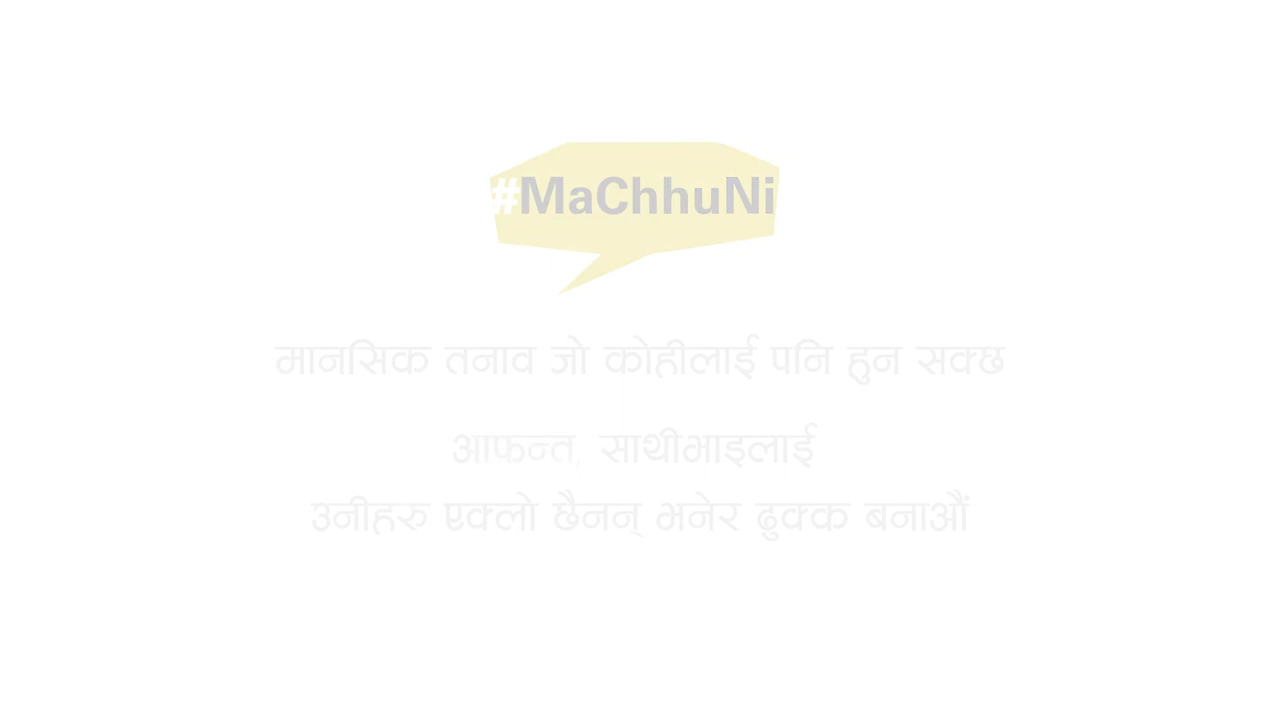 #MaChhuNi
मानसिक तनाव जो कोहीलाई पनि हुन सक्छ
आफन्त, साथीभाइलाई
उनीहरु एक्लो छैनन् भनेर ढुक्क बनाऔं